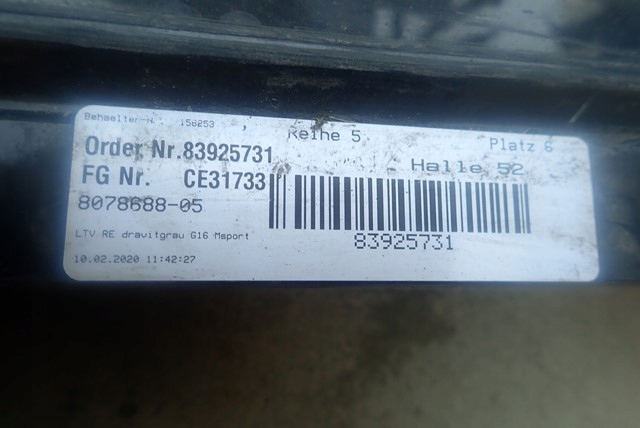 Behaelter-N. 158253
Reihe 5
Platz 6
Order Nr.83925731
Halle 52
FG Nr. CE31733
8078688-05
83925731
LTV RE dravitgrau G16 Msport
10.02.2020 11:42:27